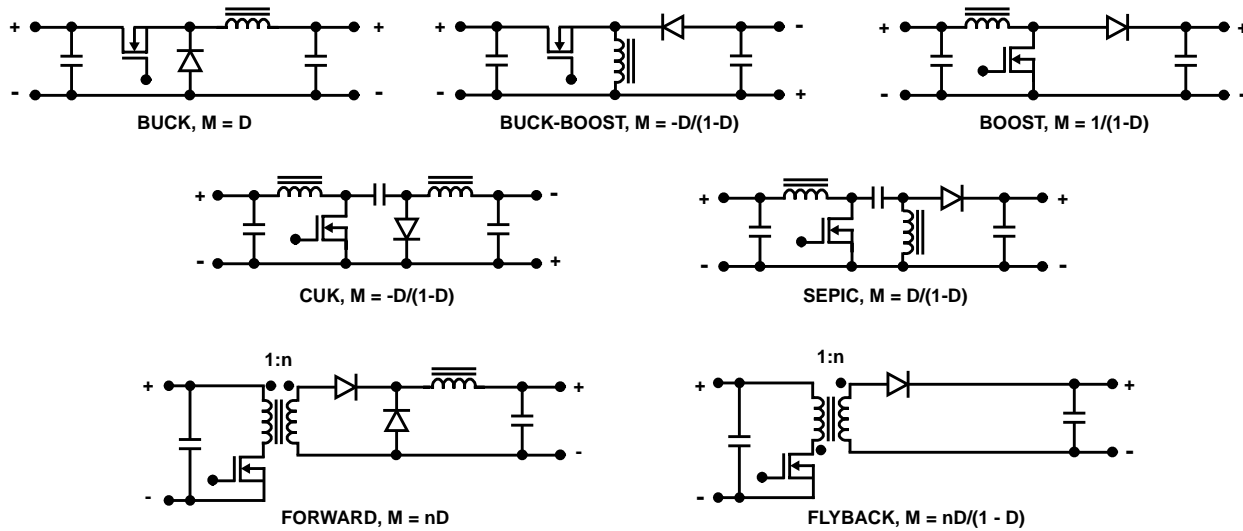 + + + - + +
- - - + - -
BUCK, M = D
BUCK-BOOST, M = -D/(1-D)
BOOST, M = 1/(1-D)
+ - + +
- + - -
CUK, M = -D/(1-D)
SEPIC, M = D/(1-D)
1:n
1:n
+ + + +
- - - -
FORWARD, M = nD
FLYBACK, M = nD/(1 - D)